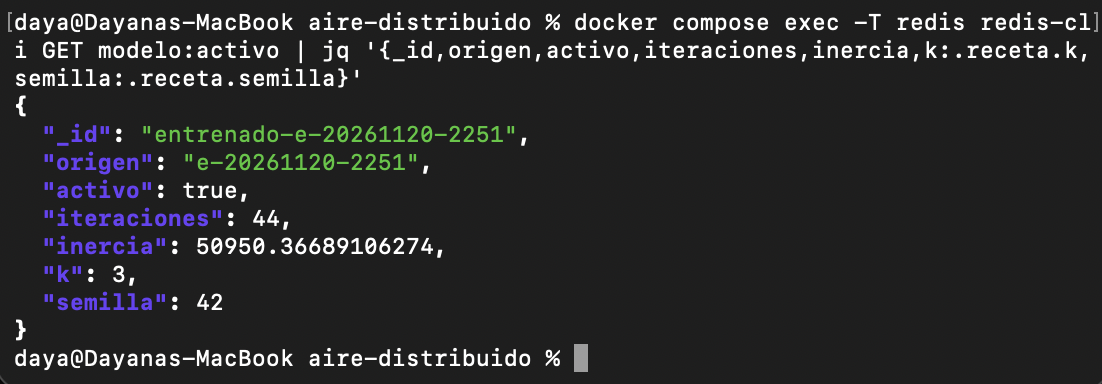 [daya@Dayanas-MacBook aire-distribuido % docker compose exec -T redis redis-cl]
i GET modelo:activo | jq '{_id,origen,activo,iteraciones,inercia,k:.receta.k,
semilla:.receta.semilla}'
{
  "_id": "entrenado-e-20261120-2251",
  "origen": "e-20261120-2251",
  "activo": true,
  "iteraciones": 44,
  "inercia": 50950.36689106274,
  "k": 3,
  "semilla": 42
}
daya@Dayanas-MacBook aire-distribuido %